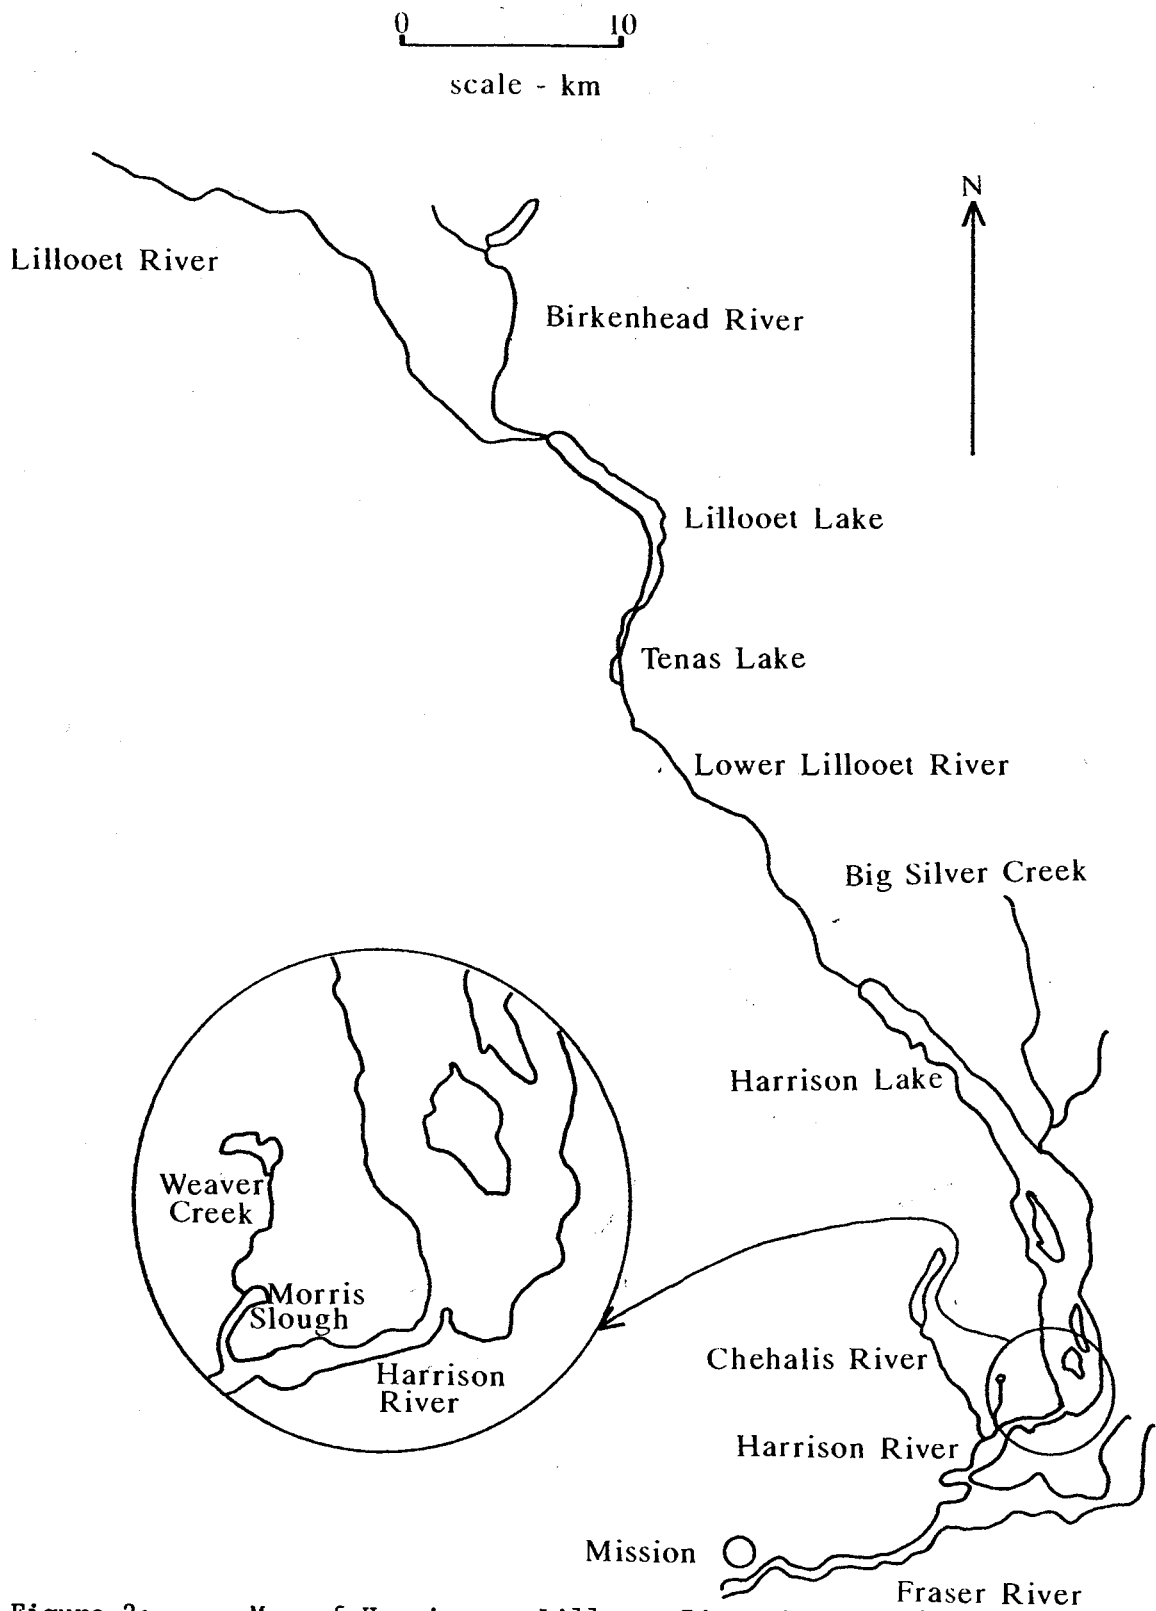 0 10
scale - km
N
Lillooet River
Birkenhead River
Lillooet Lake
Tenas Lake
Lower Lillooet River
Big Silver Creek
Harrison Lake
Weaver
Creek
Morris
Slough
Harrison
River
Chehalis River
Harrison River
Mission
Fraser River